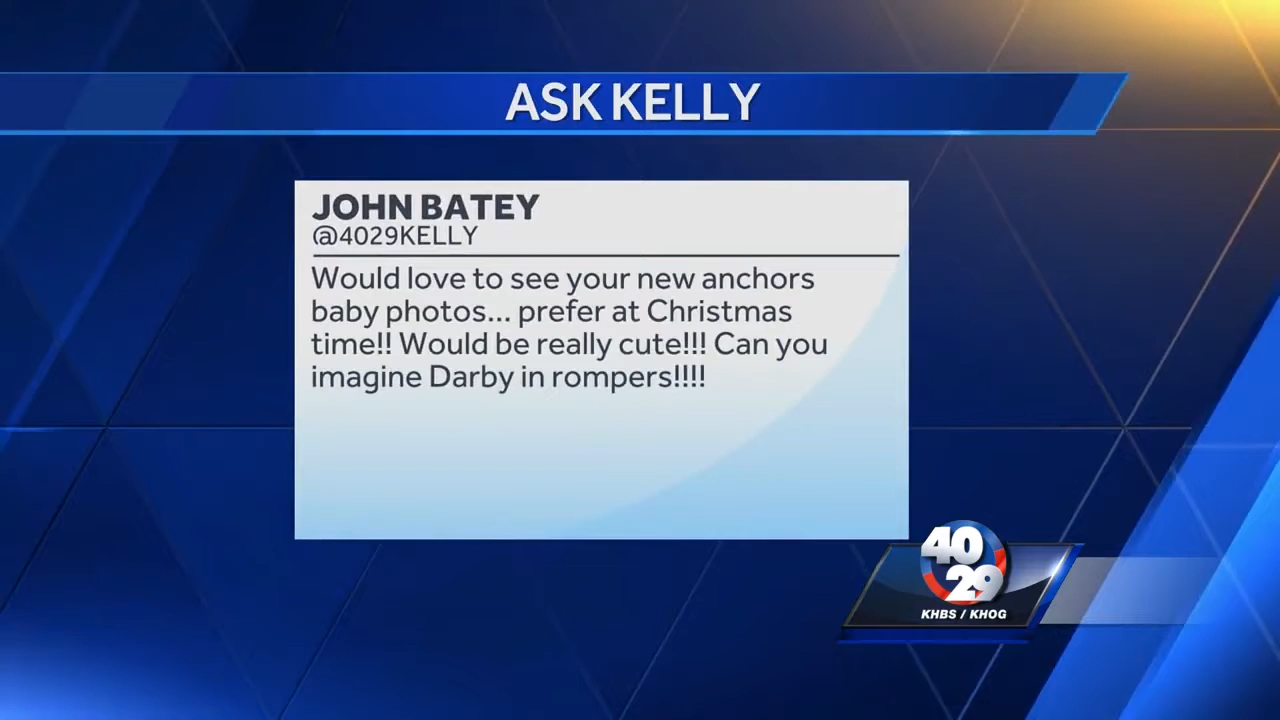 ASK KELLY
JOHN BATEY
@4029KELLY
Would love to see your new anchors
baby photos... prefer at Christmas
time!! Would be really cute!!! Can you
imagine Darby in rompers!!!!
40
29
KHBS / KHOG